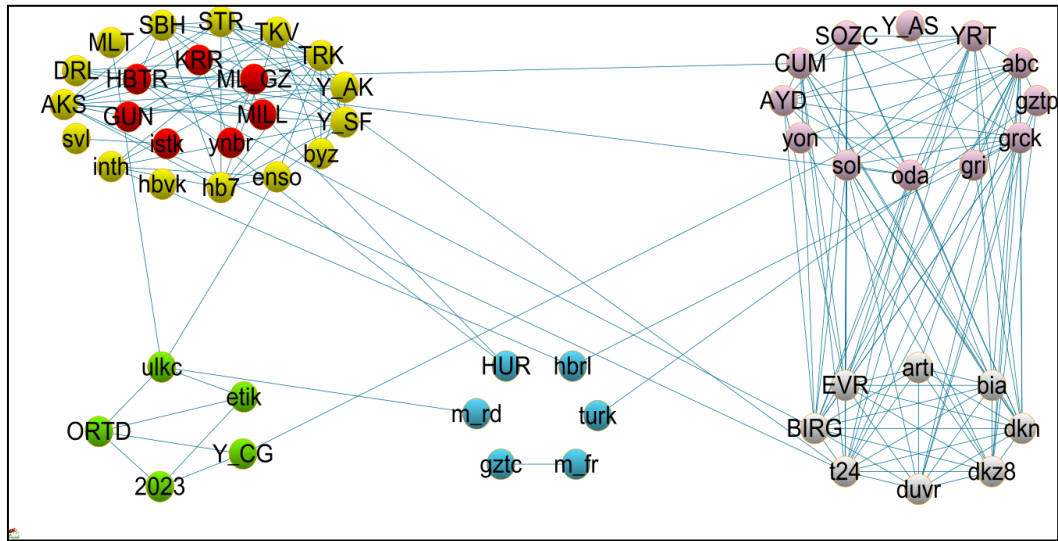 SBH
STR
TKV
MLT
TRK
DRL
HBTR
KRR
ML_GZ
Y_AK
AKS
GUN
MILL
Y_SF
svl
istk
ynbr
byz
inth
hbvk
hb7
enso
SOZC
Y_AS
YRT
CUM
abc
AYD
gztp
yon
grck
sol
oda
gri
ulkc
etik
ORTD
Y_CG
2023
HUR
hbrl
m_rd
turk
gztc
m_fr
EVR
artı
bia
BIRG
dkn
t24
duvr
dkz8